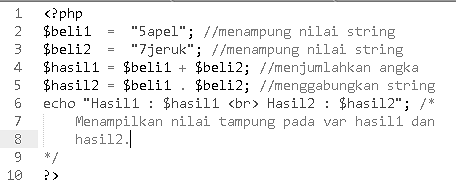 1 <?php
2 $beli1  =  "5apel"; //menampung nilai string
3 $beli2  =  "7jeruk"; //menampung nilai string
4 $hasil1 = $beli1 + $beli2; //menjumlahkan angka
5 $hasil2 = $beli1 . $beli2; //menggabungkan string
6 echo "Hasil1 : $hasil1 <br> Hasil2 : $hasil2"; /*
7     Menampilkan nilai tampung pada var hasil1 dan
8     hasil2.
9 */
10 ?>